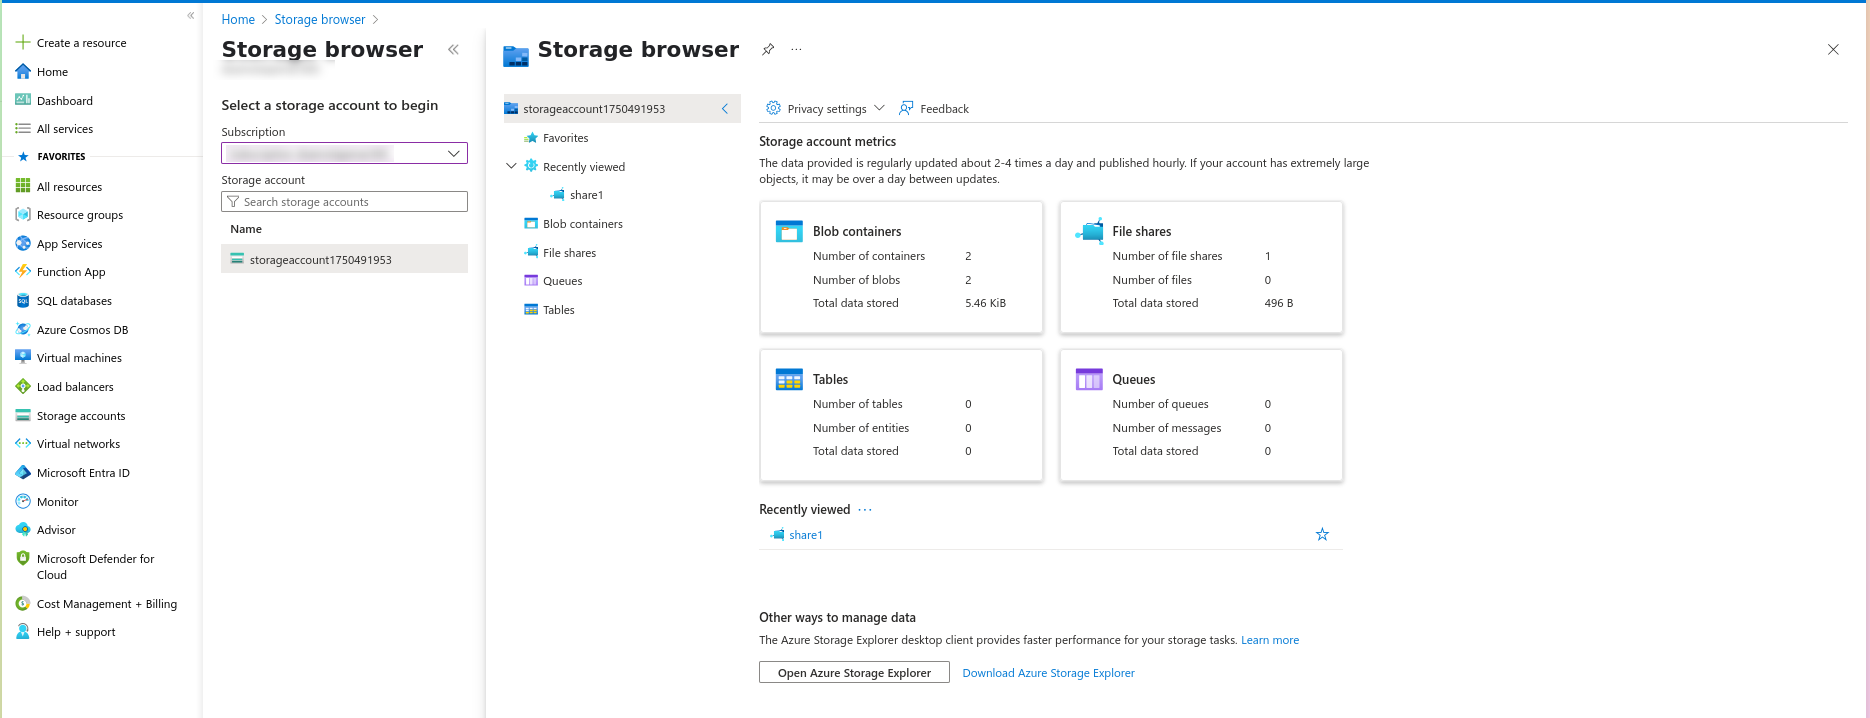 Create a resource
Home
Dashboard
All services
FAVORITES
All resources
Resource groups
App Services
Function App
SQL databases
Azure Cosmos DB
Virtual machines
Load balancers
Storage accounts
Virtual networks
Microsoft Entra ID
Monitor
Advisor
Microsoft Defender for
Cloud
Cost Management + Billing
Help + support
Home
Storage browser
Storage browser
Select a storage account to begin
Subscription
Storage account
Search storage accounts
Name
storageaccount1750491953
Storage browser
storageaccount1750491953
Favorites
Recently viewed
share1
Blob containers
File shares
Queues
Tables
Privacy settings
Feedback
Storage account metrics
The data provided is regularly updated about 2-4 times a day and published hourly. If your account has extremely large
objects, it may be over a day between updates.
Blob containers
Number of containers 2
Number of blobs 2
Total data stored 5.46 KiB
File shares
Number of file shares 1
Number of files 0
Total data stored 496 B
Tables
Number of tables 0
Number of entities 0
Total data stored 0
Queues
Number of queues 0
Number of messages 0
Total data stored 0
Recently viewed
share1
Other ways to manage data
The Azure Storage Explorer desktop client provides faster performance for your storage tasks. Learn more
Open Azure Storage Explorer
Download Azure Storage Explorer